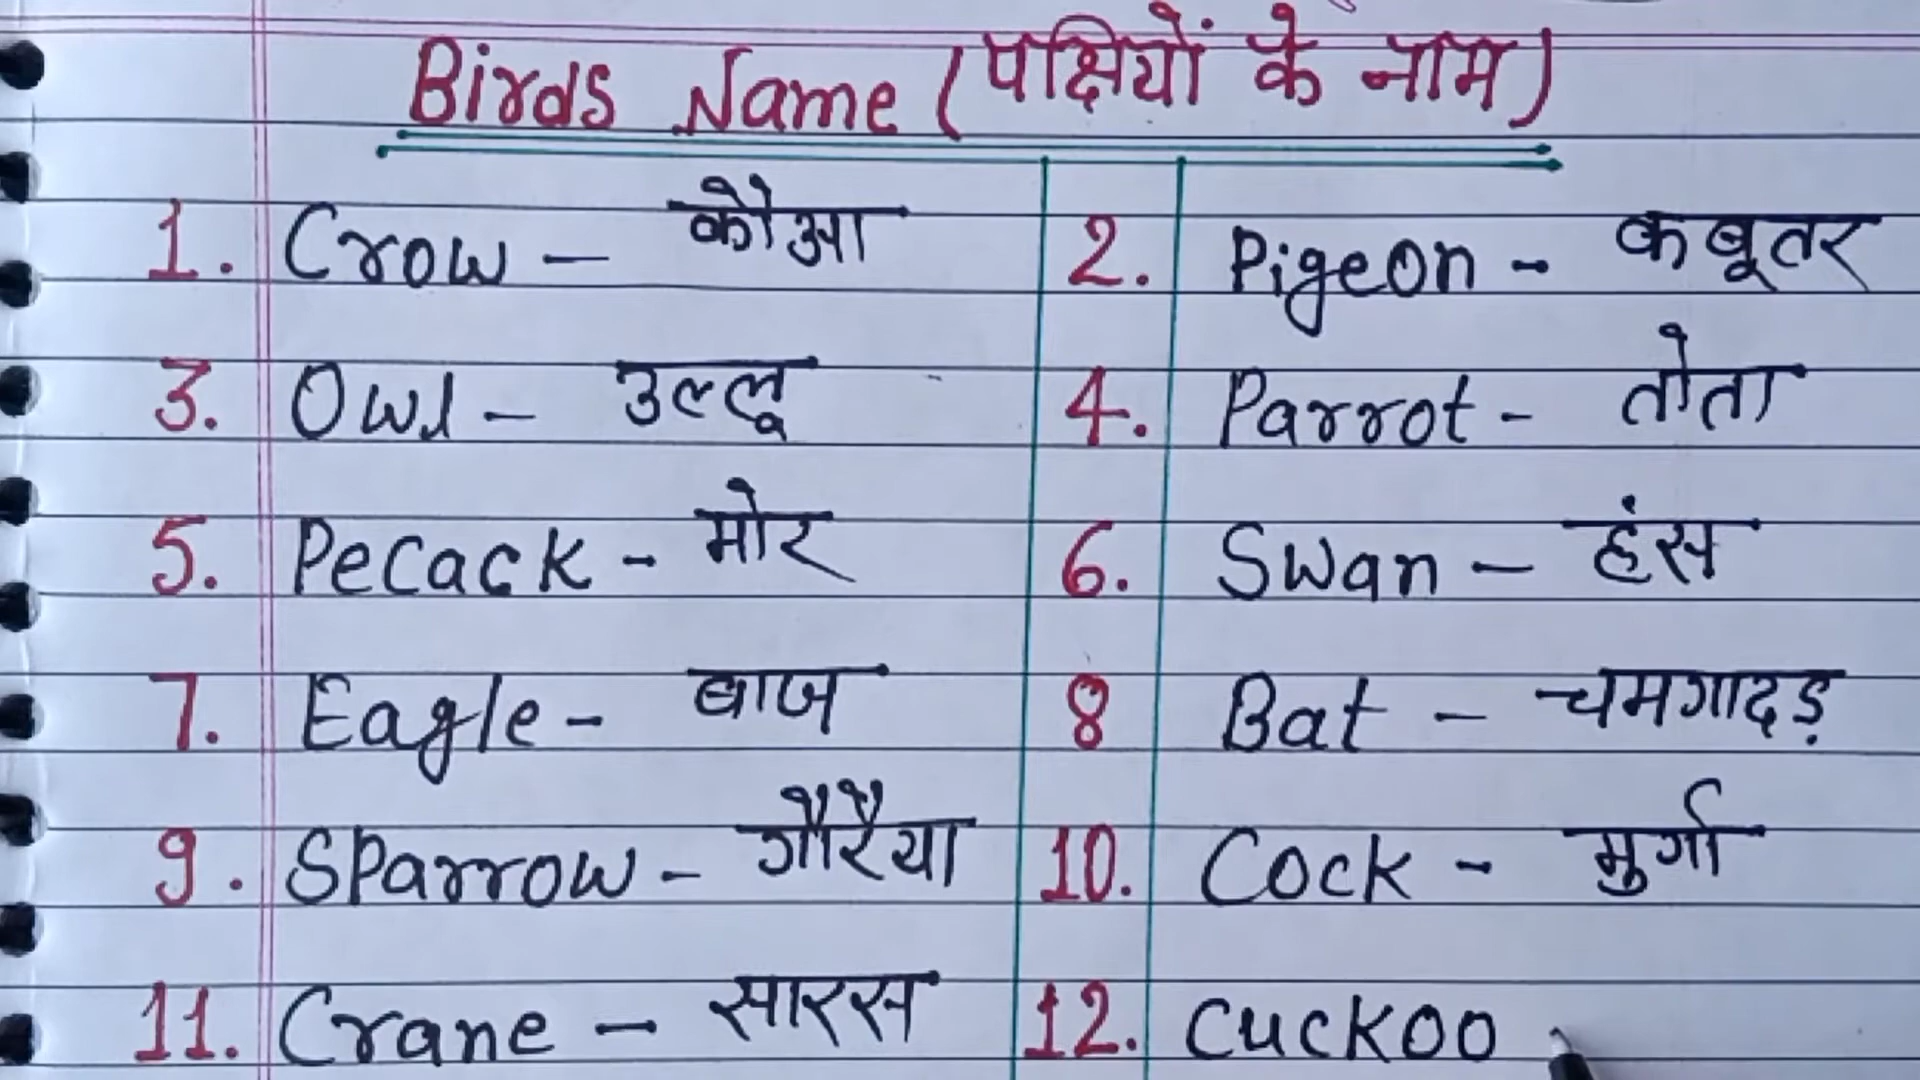 Birds Name (पक्षियों के नाम)
1. Crow – कौआ 2. Pigeon - कबूतर
3. Owl – उल्लू 4. Parrot - तोता
5. Pecack - मोर 6. Swan – हंस
7. Eagle - बाज 8 Bat – चमगादड़
9. Sparrow - गौरैया 10. Cock - मुर्गा
11. Crane – सारस 12. Cuckoo